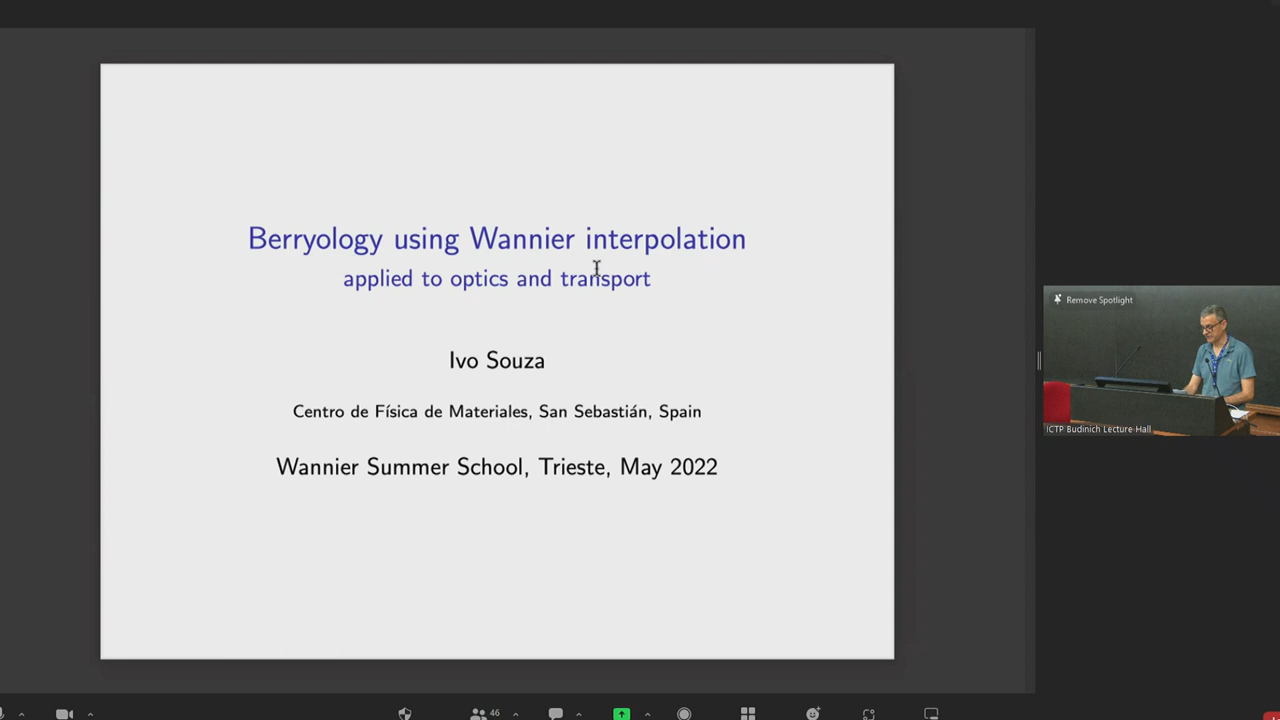 Berryology using Wannier interpolation
applied to optics and transport
Ivo Souza
Centro de Física de Materiales, San Sebastián, Spain
Wannier Summer School, Trieste, May 2022
Remove Spotlight
ICTP Budinich Lecture Hall
46